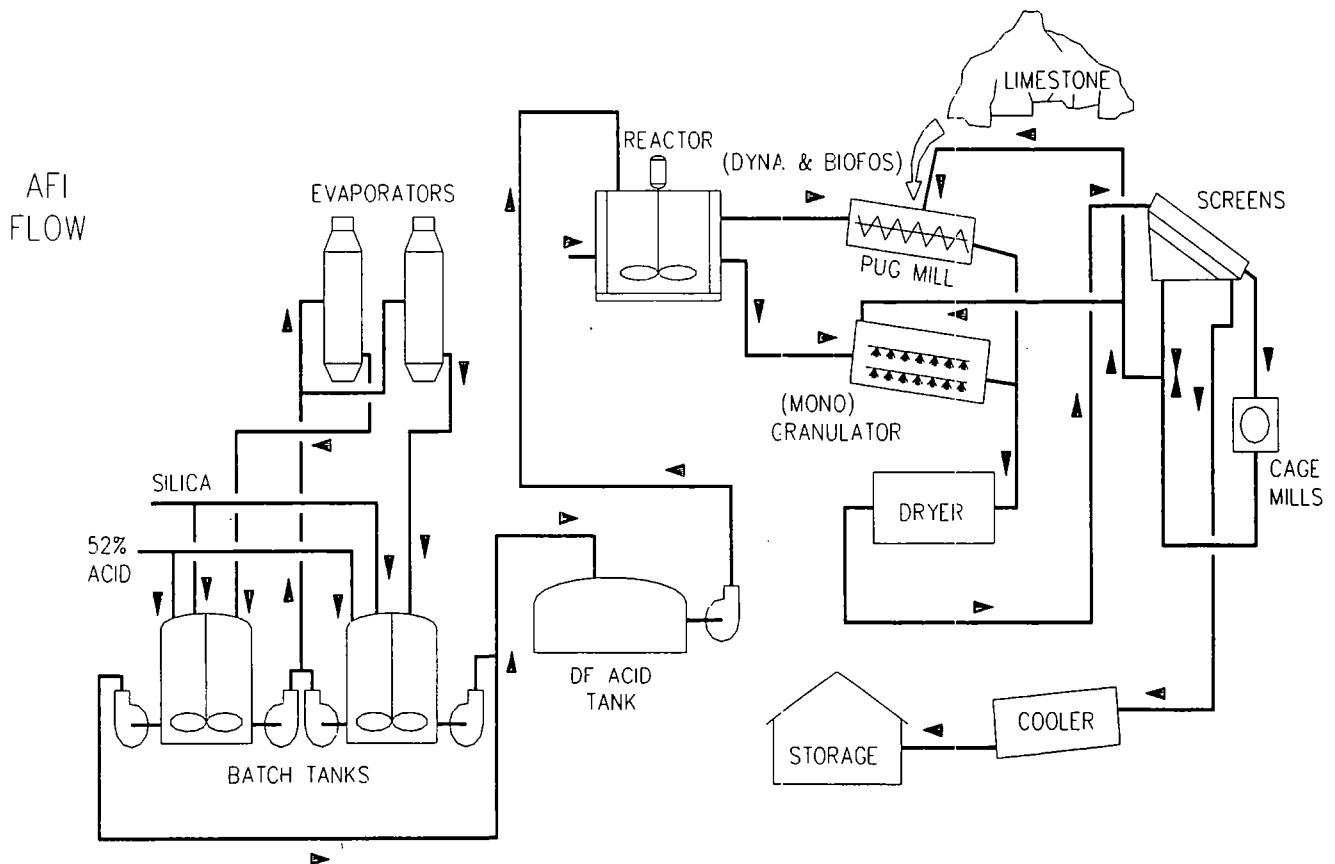 AFI
FLOW
EVAPORATORS
REACTOR
(DYNA & BIOFOS)
LIMESTONE
SCREENS
PUG MILL
(MONO)
GRANULATOR
CAGE
MILLS
DRYER
SILICA
52%
ACID
DF ACID
TANK
BATCH TANKS
COOLER
STORAGE